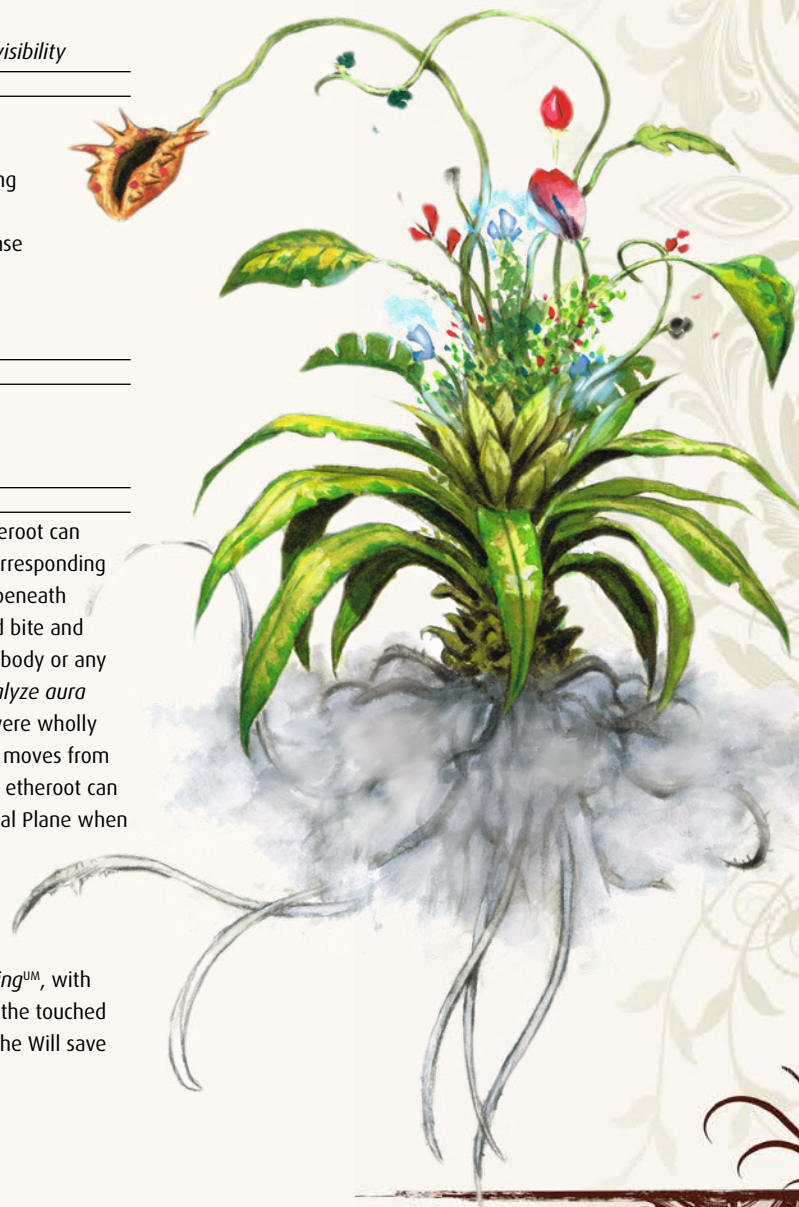 visibility
ng
ase
eroot can
rresponding
beneath
d bite and
body or any
alyze aura
were wholly
moves from
etheroot can
al Plane when
ingUM, with
the touched
he Will save